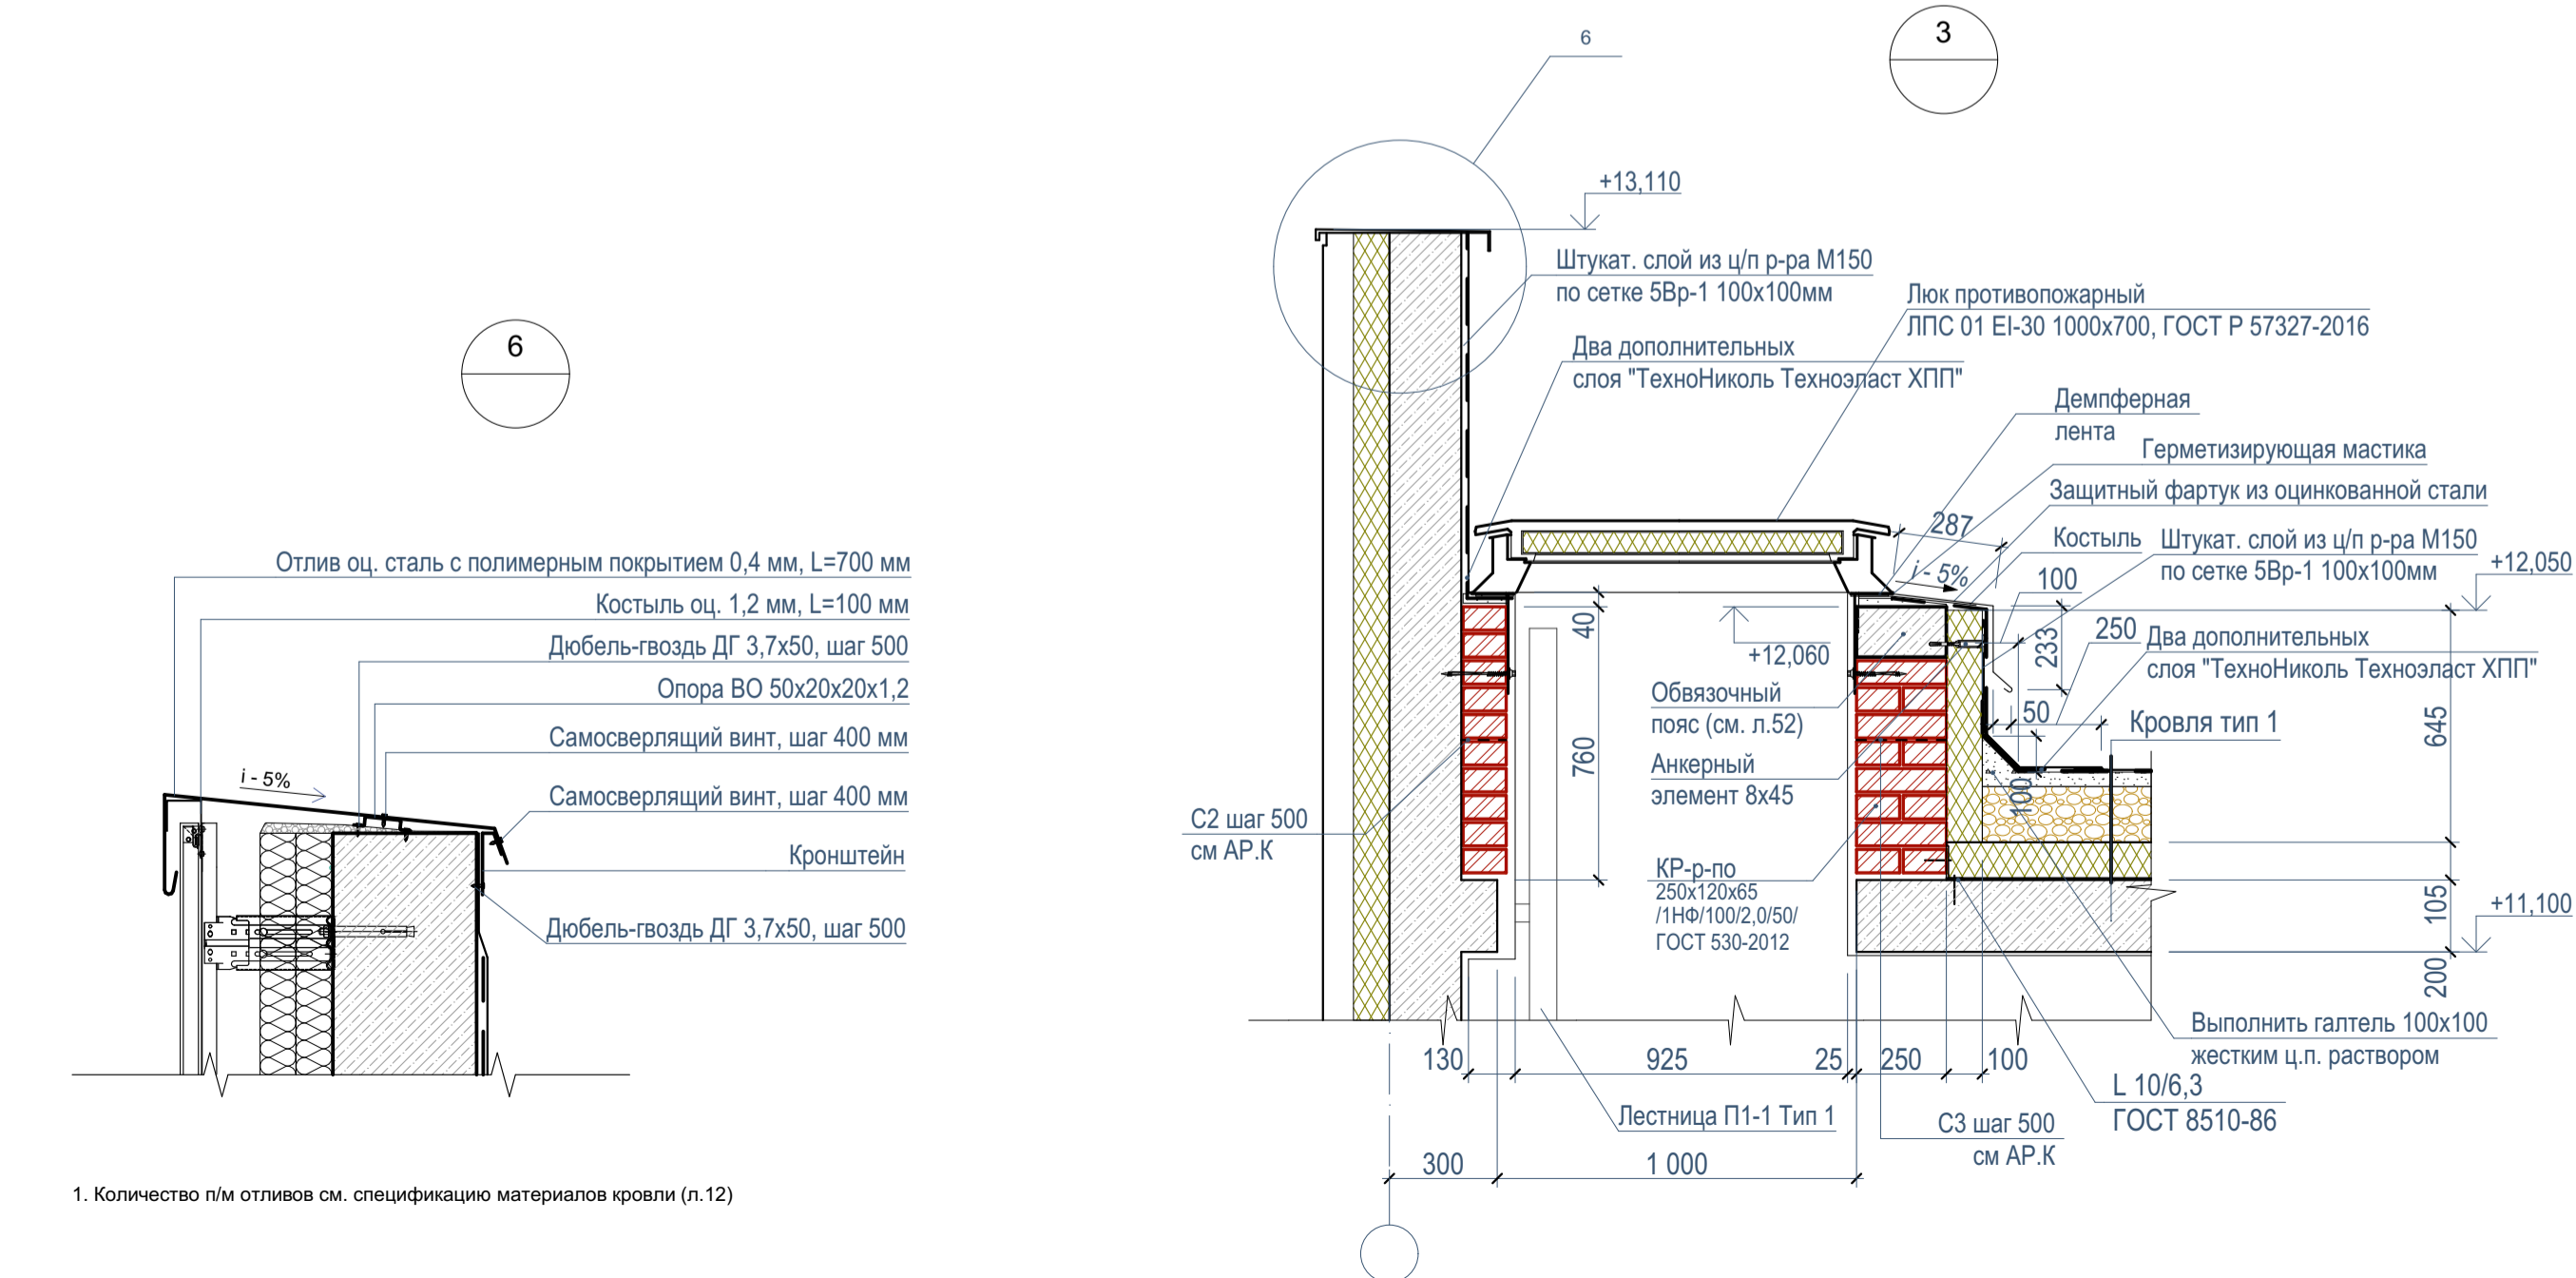 6
Отлив оц. сталь с полимерным покрытием 0,4 мм, L=700 мм
Костыль оц. 1,2 мм, L=100 мм
Дюбель-гвоздь ДГ 3,7х50, шаг 500
Опора ВО 50х20х20х1,2
Самосверлящий винт, шаг 400 мм
i - 5%
Самосверлящий винт, шаг 400 мм
Кронштейн
Дюбель-гвоздь ДГ 3,7х50, шаг 500
1. Количество п/м отливов см. спецификацию материалов кровли (л.12)
3
6
+13,110
Штукат. слой из ц/п р-ра М150
по сетке 5Вр-1 100х100мм
Люк противопожарный
ЛПС 01 EI-30 1000х700, ГОСТ Р 57327-2016
Два дополнительных
слоя "ТехноНиколь Техноэласт ХПП"
Демпферная
лента
Герметизирующая мастика
Защитный фартук из оцинкованной стали
287
Костыль
Штукат. слой из ц/п р-ра М150
по сетке 5Вр-1 100х100мм
+12,050
i - 5%
100
40
233
250
Два дополнительных
слоя "ТехноНиколь Техноэласт ХПП"
+12,060
Обвязочный
пояс (см. л.52)
50
Кровля тип 1
645
760
Анкерный
элемент 8х45
100
С2 шаг 500
см АР.К
КР-р-по
250х120х65
/1НФ/100/2,0/50/
ГОСТ 530-2012
105
+11,100
200
Выполнить галтель 100х100
жестким ц.п. раствором
130
925
25
250
100
L 10/6,3
ГОСТ 8510-86
Лестница П1-1 Тип 1
С3 шаг 500
см АР.К
300
1 000